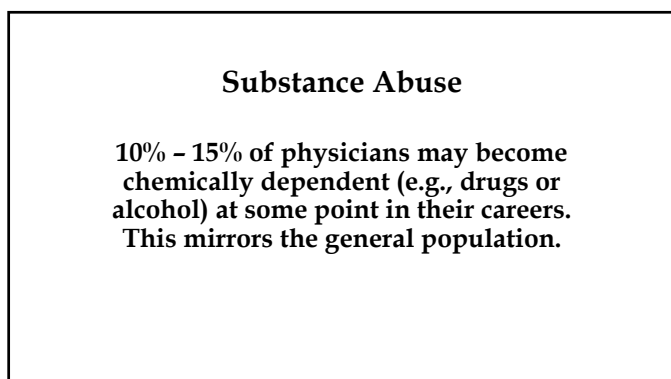 Substance Abuse
10% – 15% of physicians may become
chemically dependent (e.g., drugs or
alcohol) at some point in their careers.
This mirrors the general population.